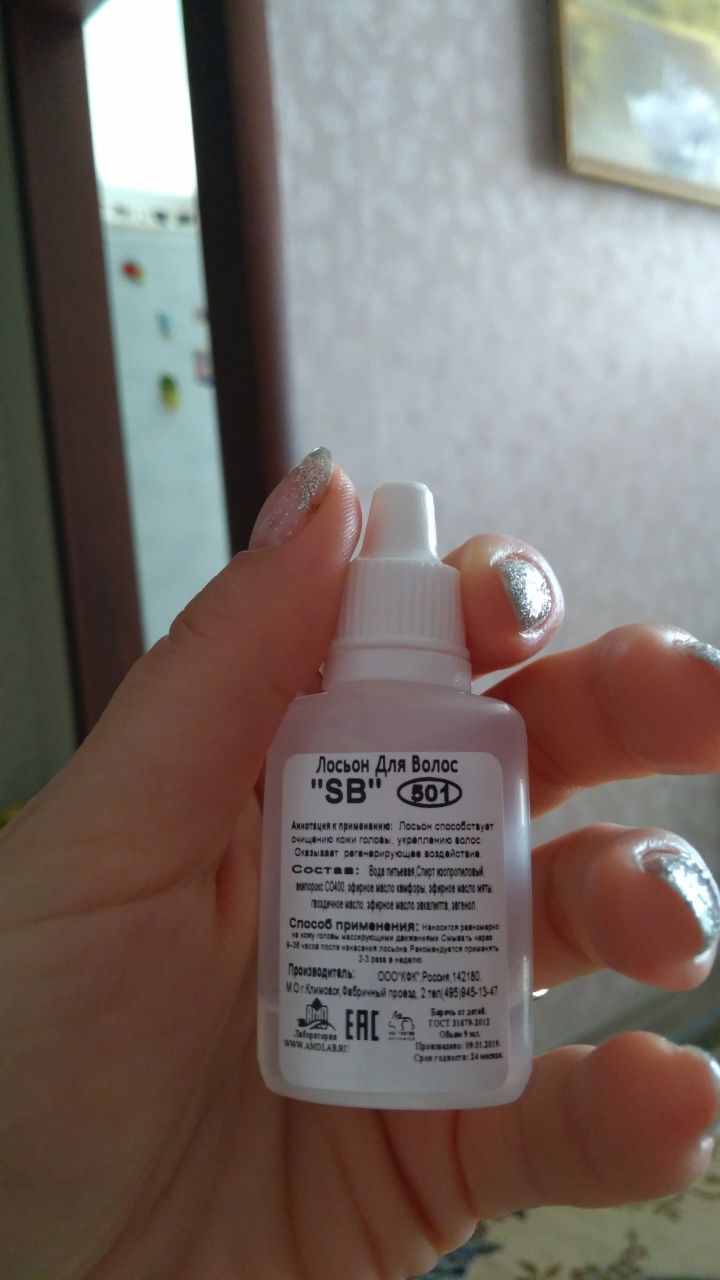 Лосьон Для Волос
"SB" 501
Аннотация к применению: Лосьон способствует
очищению кожи головы, укреплению волос.
Оказывает регенерирующее воздействие.
Состав: Вода питьевая,Спирт изопропиловый,
СО400, эфирное масло камфоры, эфирное масло мяты,
гвоздичное масло, эфирное масло эвкалипта, эвгенол.
Способ применения: Наносится равномерно
на кожу головы массирующими движениями Смывать через
9-36 часов после нанесения лосьона.Рекомендуется применять
2-3 раза в неделю
Производитель: ООО"КФК",Россия,142180,
М.О.г.Климовск,Фабричный проезд, 2.тел(495)945-13-47
АМД
Лаборатория
WWW.AMDLAB.RU
EAC
Беречь от детей.
ГОСТ 31679-2012
Объем 9 мл.
Произведено: 09.01.2019.
Срок годности: 24 месяца.